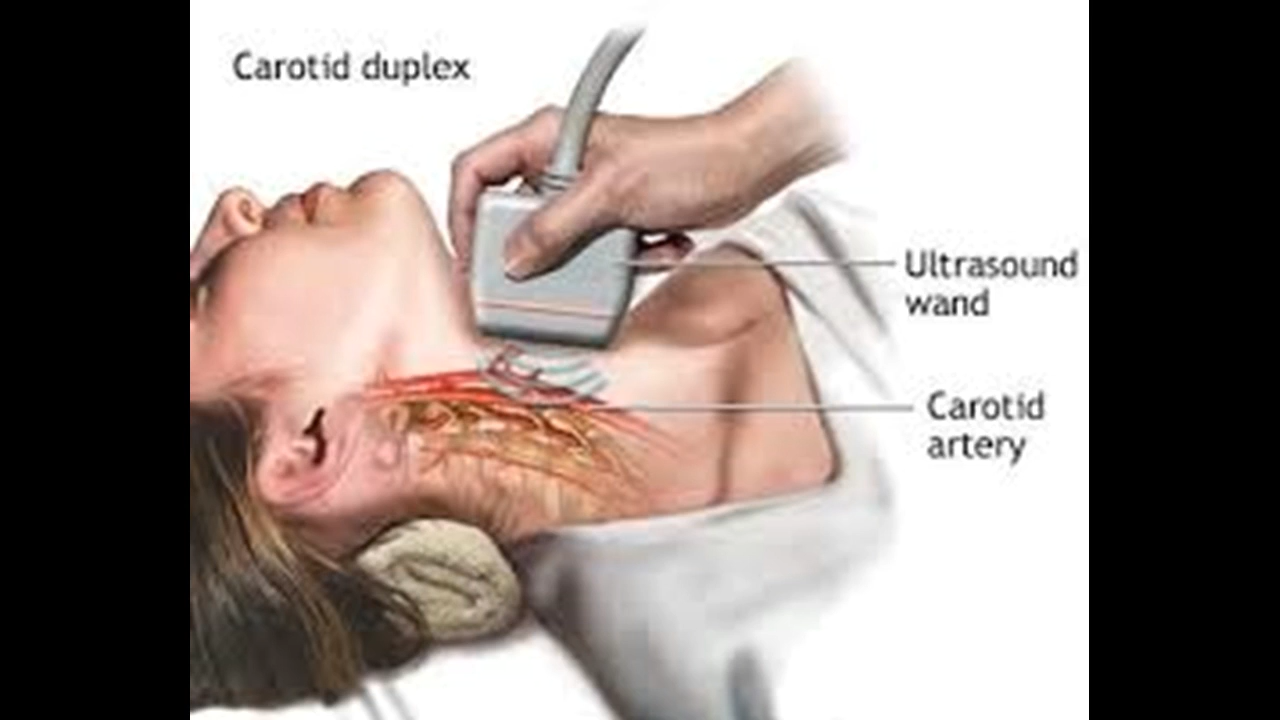 Carotid duplex
Ultrasound
wand
Carotid
artery